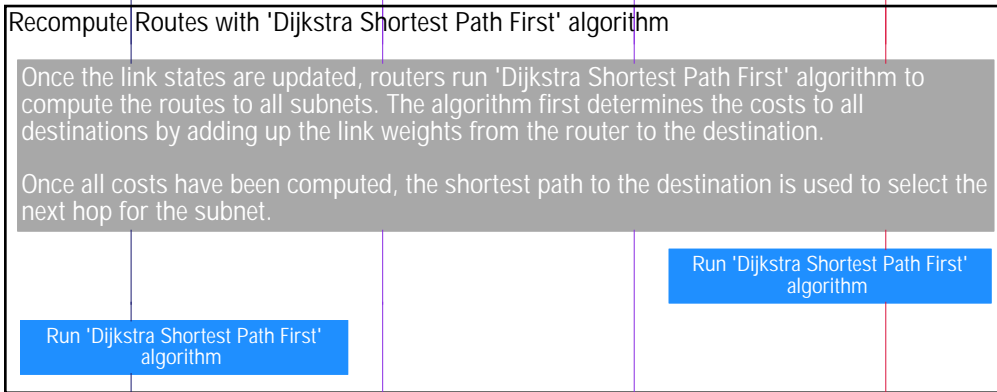 Recompute Routes with 'Dijkstra Shortest Path First' algorithm
Once the link states are updated, routers run 'Dijkstra Shortest Path First' algorithm to
compute the routes to all subnets. The algorithm first determines the costs to all
destinations by adding up the link weights from the router to the destination.
Once all costs have been computed, the shortest path to the destination is used to select the
next hop for the subnet.
Run 'Dijkstra Shortest Path First'
algorithm
Run 'Dijkstra Shortest Path First'
algorithm